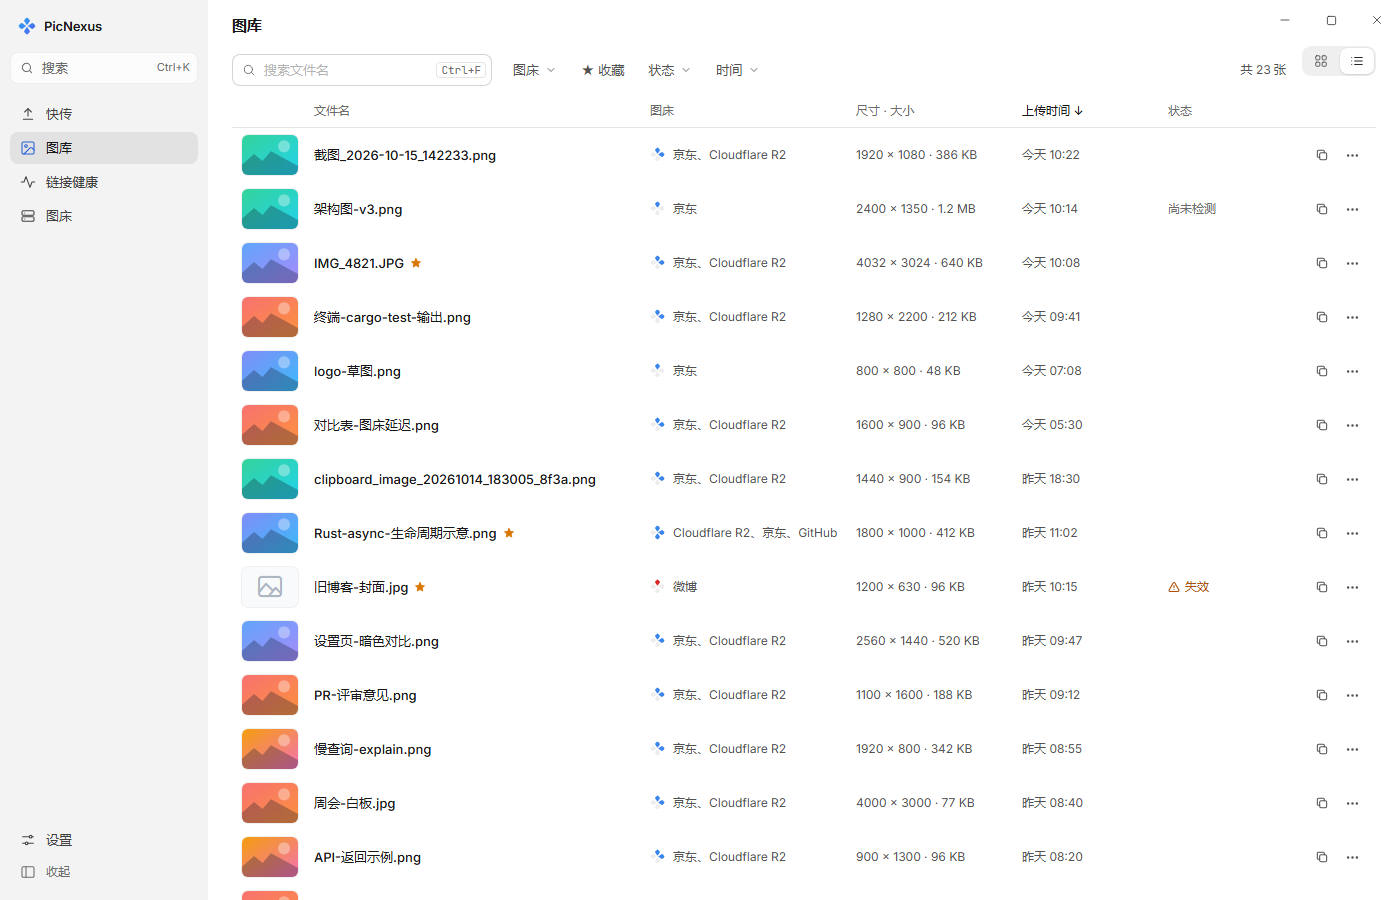 PicNexus
搜索 Ctrl+K
快传
图库
链接健康
图床
设置
收起
图库
搜索文件名 Ctrl+F 图床 ★ 收藏 状态 时间 共 23 张
文件名 图床 尺寸 · 大小 上传时间 ↓ 状态
截图_2026-10-15_142233.png 京东、Cloudflare R2 1920 × 1080 · 386 KB 今天 10:22
架构图-v3.png 京东 2400 × 1350 · 1.2 MB 今天 10:14 尚未检测
IMG_4821.JPG ★ 京东、Cloudflare R2 4032 × 3024 · 640 KB 今天 10:08
终端-cargo-test-输出.png 京东、Cloudflare R2 1280 × 2200 · 212 KB 今天 09:41
logo-草图.png 京东 800 × 800 · 48 KB 今天 07:08
对比表-图床延迟.png 京东、Cloudflare R2 1600 × 900 · 96 KB 今天 05:30
clipboard_image_20261014_183005_8f3a.png 京东、Cloudflare R2 1440 × 900 · 154 KB 昨天 18:30
Rust-async-生命周期示意.png ★ Cloudflare R2、京东、GitHub 1800 × 1000 · 412 KB 昨天 11:02
旧博客-封面.jpg ★ 微博 1200 × 630 · 96 KB 昨天 10:15 失效
设置页-暗色对比.png 京东、Cloudflare R2 2560 × 1440 · 520 KB 昨天 09:47
PR-评审意见.png 京东、Cloudflare R2 1100 × 1600 · 188 KB 昨天 09:12
慢查询-explain.png 京东、Cloudflare R2 1920 × 800 · 342 KB 昨天 08:55
周会-白板.jpg 京东、Cloudflare R2 4000 × 3000 · 77 KB 昨天 08:40
API-返回示例.png 京东、Cloudflare R2 900 × 1300 · 96 KB 昨天 08:20